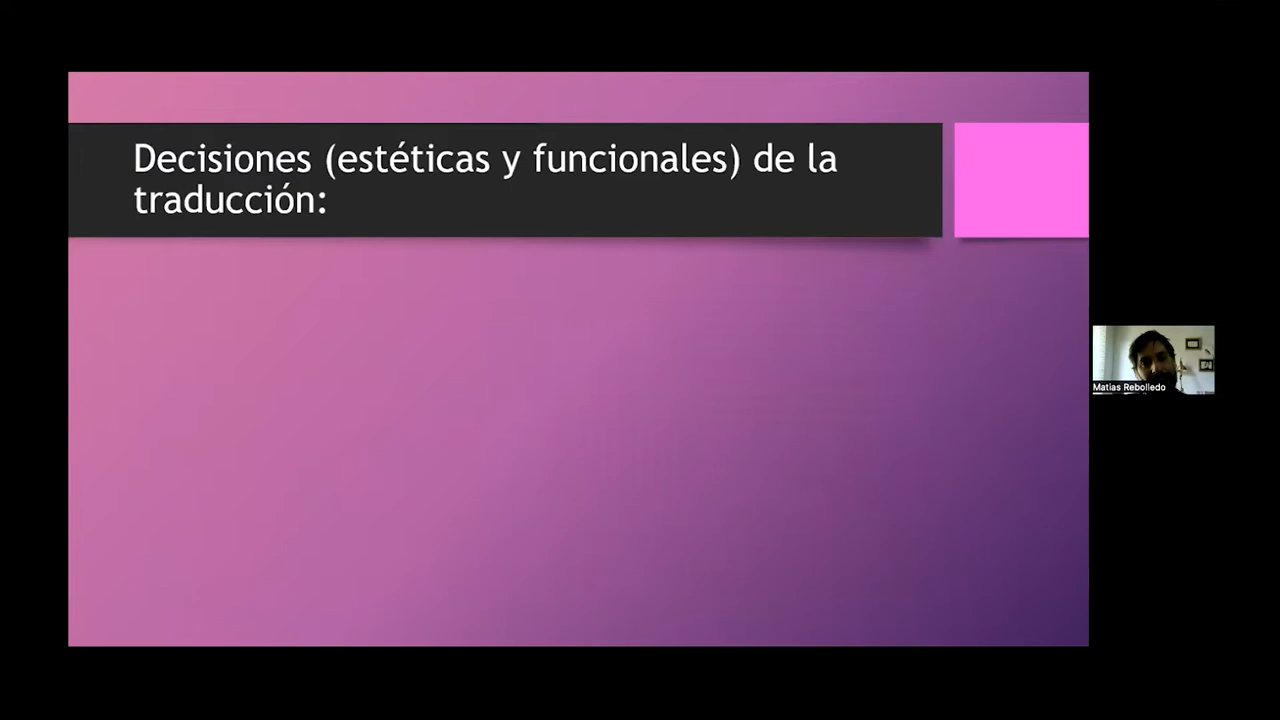 Decisiones (estéticas y funcionales) de la
traducción:
Matias Rebolledo